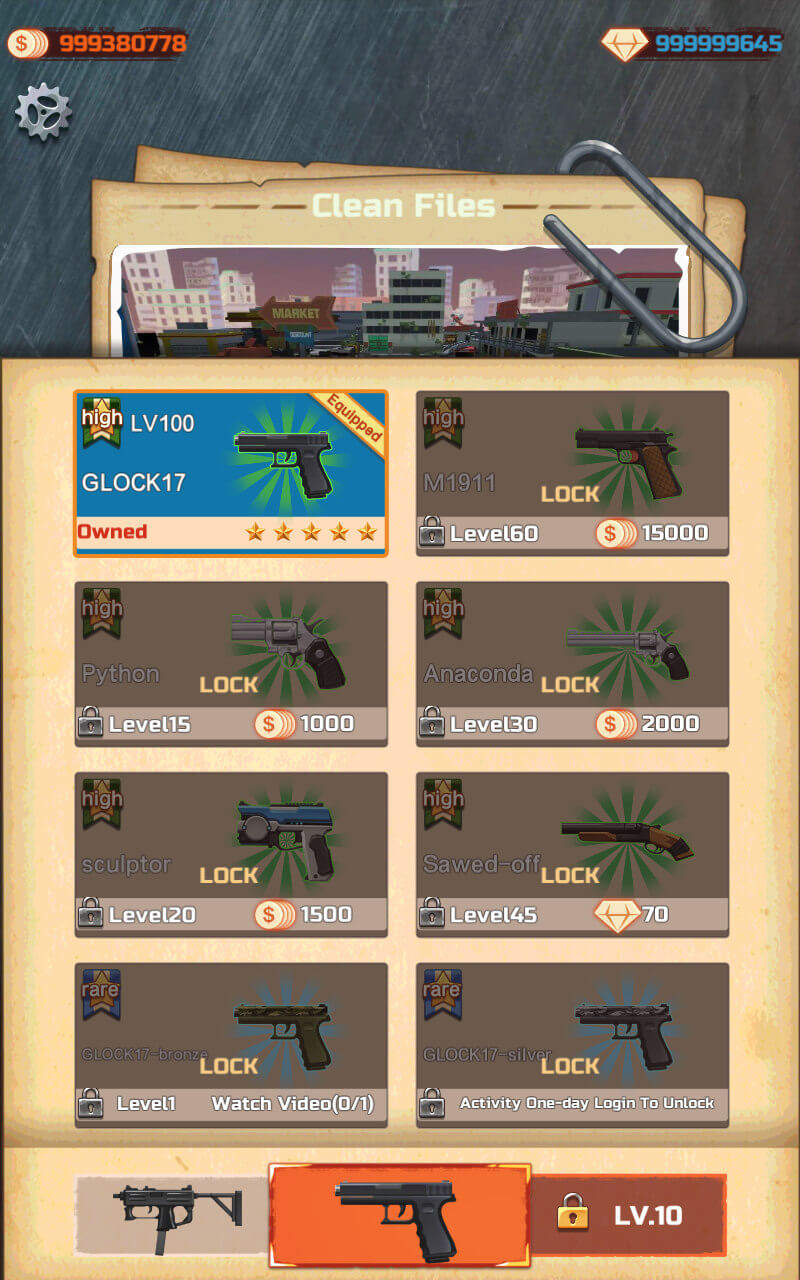 999380778
999999645
Clean Files
MARKET
high LV100
Equipped
GLOCK17
Owned
high
M1911
LOCK
Level60 15000
high
Python
LOCK
Level15 1000
high
Anaconda
LOCK
Level30 2000
high
sculptor
LOCK
Level20 1500
high
Sawed-off
LOCK
Level45 70
rare
GLOCK17-bronze
LOCK
Level1 Watch Video(0/1)
rare
GLOCK17-silver
LOCK
Activity One-day Login To Unlock
LV.10